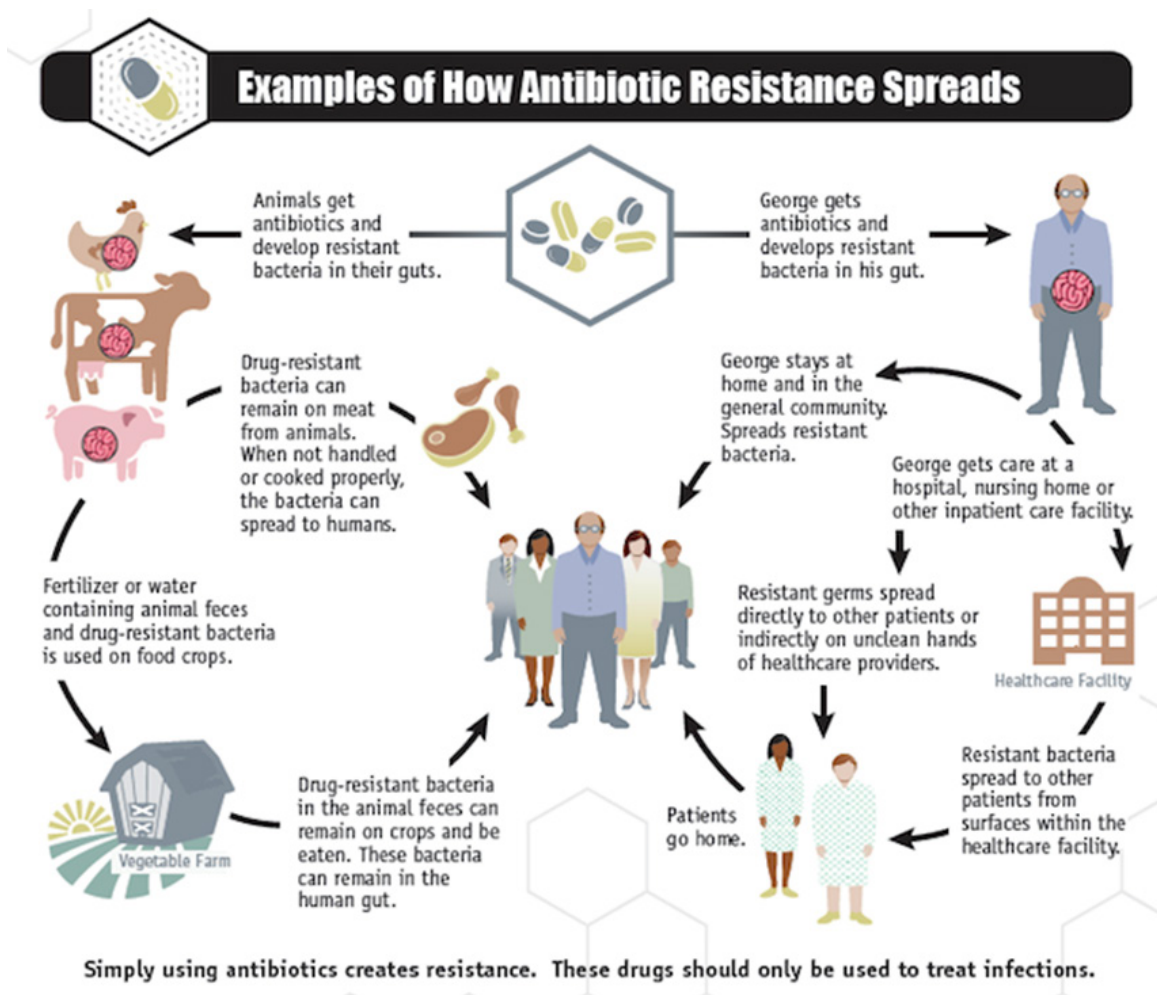 Examples of How Antibiotic Resistance Spreads
Animals get
antibiotics and
develop resistant
bacteria in their guts.
George gets
antibiotics and
develops resistant
bacteria in his gut.
Drug-resistant
bacteria can
remain on meat
from animals.
When not handled
or cooked properly,
the bacteria can
spread to humans.
George stays at
home and in the
general community.
Spreads resistant
bacteria.
George gets care at a
hospital, nursing home or
other inpatient care facility.
Fertilizer or water
containing animal feces
and drug-resistant bacteria
is used on food crops.
Resistant germs spread
directly to other patients or
indirectly on unclean hands
of healthcare providers.
Healthcare Facility
Vegetable Farm
Drug-resistant bacteria
in the animal feces can
remain on crops and be
eaten. These bacteria
can remain in the
human gut.
Patients
go home.
Resistant bacteria
spread to other
patients from
surfaces within the
healthcare facility.
Simply using antibiotics creates resistance. These drugs should only be used to treat infections.